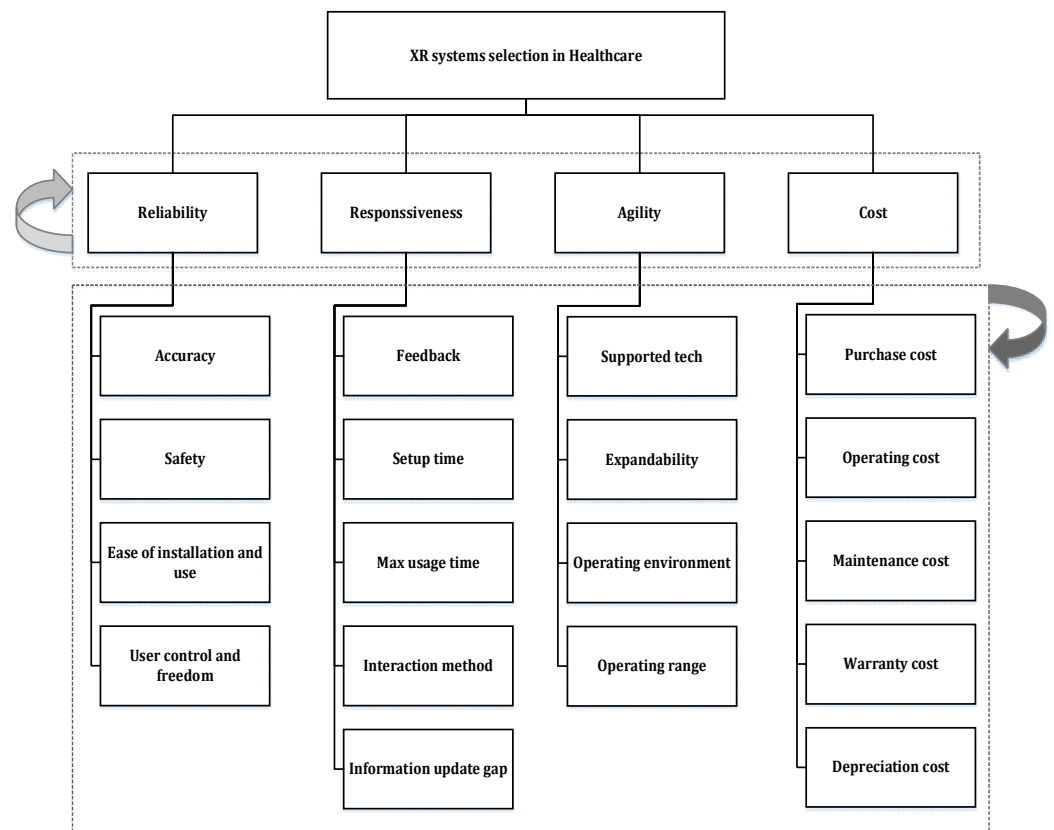 XR systems selection in Healthcare
Reliability
Responssiveness
Agility
Cost
Accuracy
Safety
Ease of installation and
use
User control and
freedom
Feedback
Setup time
Max usage time
Interaction method
Information update gap
Supported tech
Expandability
Operating environment
Operating range
Purchase cost
Operating cost
Maintenance cost
Warranty cost
Depreciation cost